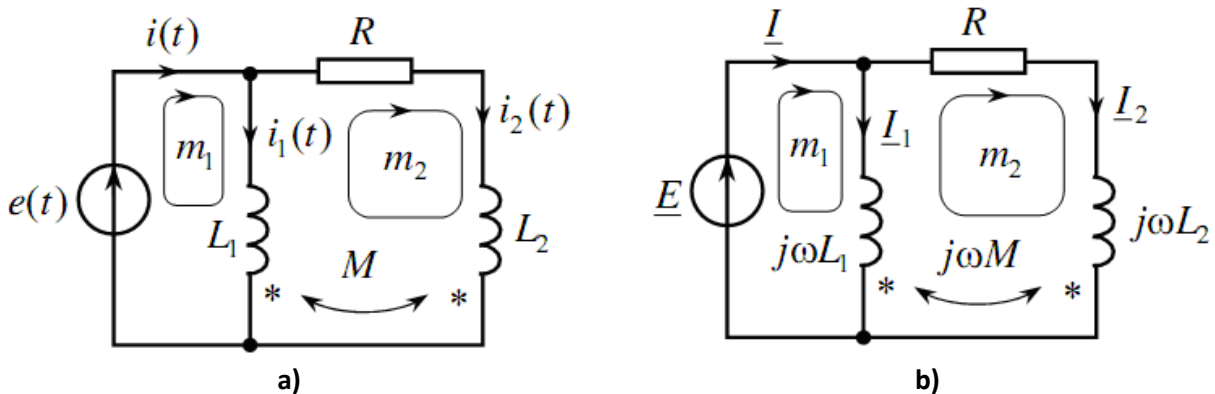 i(t) R
m₁ i₁(t) m₂ i₂(t)
e(t) L₁ L₂
M
* *
a)
I R
m₁ I₁ m₂ I₂
E jωL₁ jωM jωL₂
* *
b)